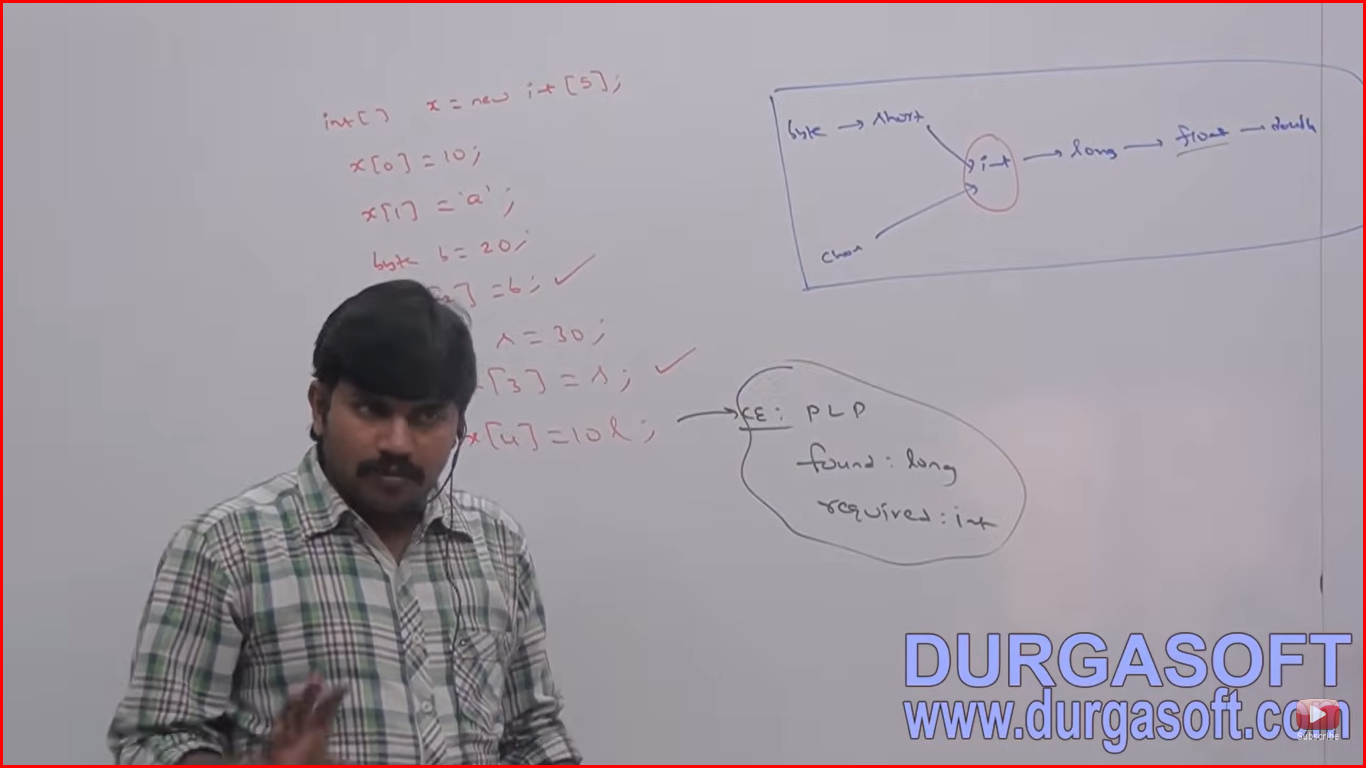 int[] x = new int[5];
x[0] = 10;
x[1] = 'a';
byte b = 20;
] = b; ✓
s = 30;
[3] = s; ✓
x[4] = 10l;
byte → short
int → long → float → double
char
CE: PLP
found: long
required: int
DURGASOFT
www.durgasoft.com
Subscribe